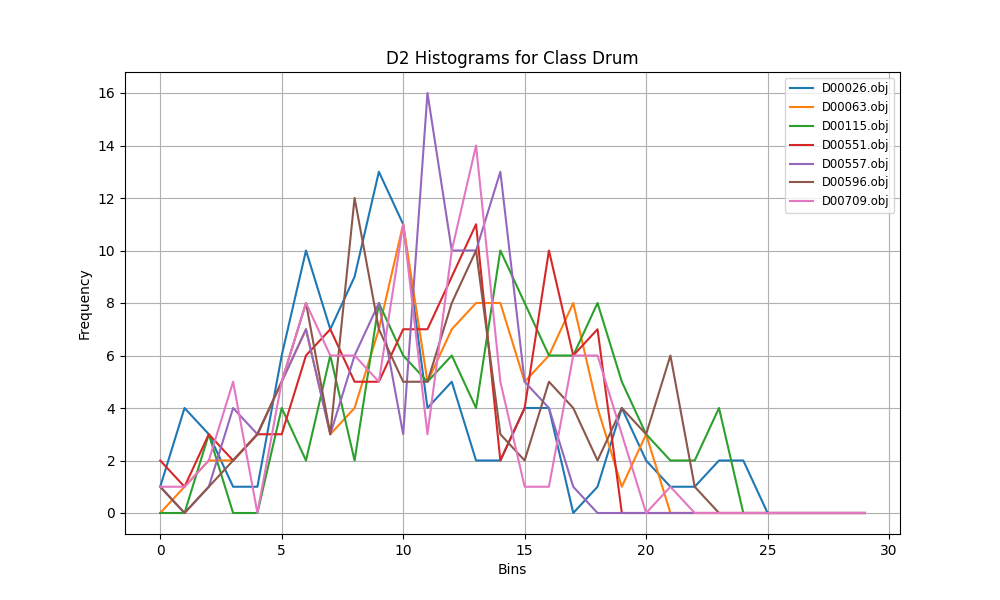 D2 Histograms for Class Drum
Frequency
16
14
12
10
8
6
4
2
0
0 5 10 15 20 25 30
Bins
D00026.obj
D00063.obj
D00115.obj
D00551.obj
D00557.obj
D00596.obj
D00709.obj